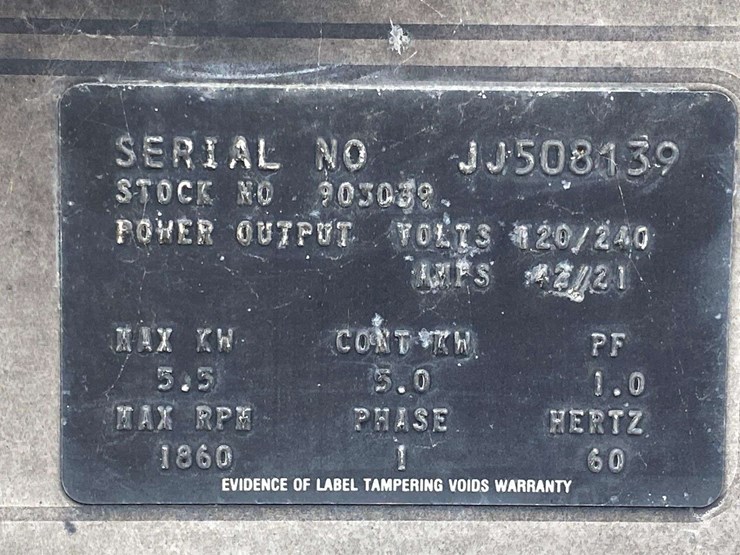 SERIAL NO JJ508139
STOCK NO 903039
POWER OUTPUT VOLTS 120/240
AMPS 42/21
MAX KW CONT KW PF
5.5 5.0 1.0
MAX RPM PHASE HERTZ
1860 1 60
EVIDENCE OF LABEL TAMPERING VOIDS WARRANTY